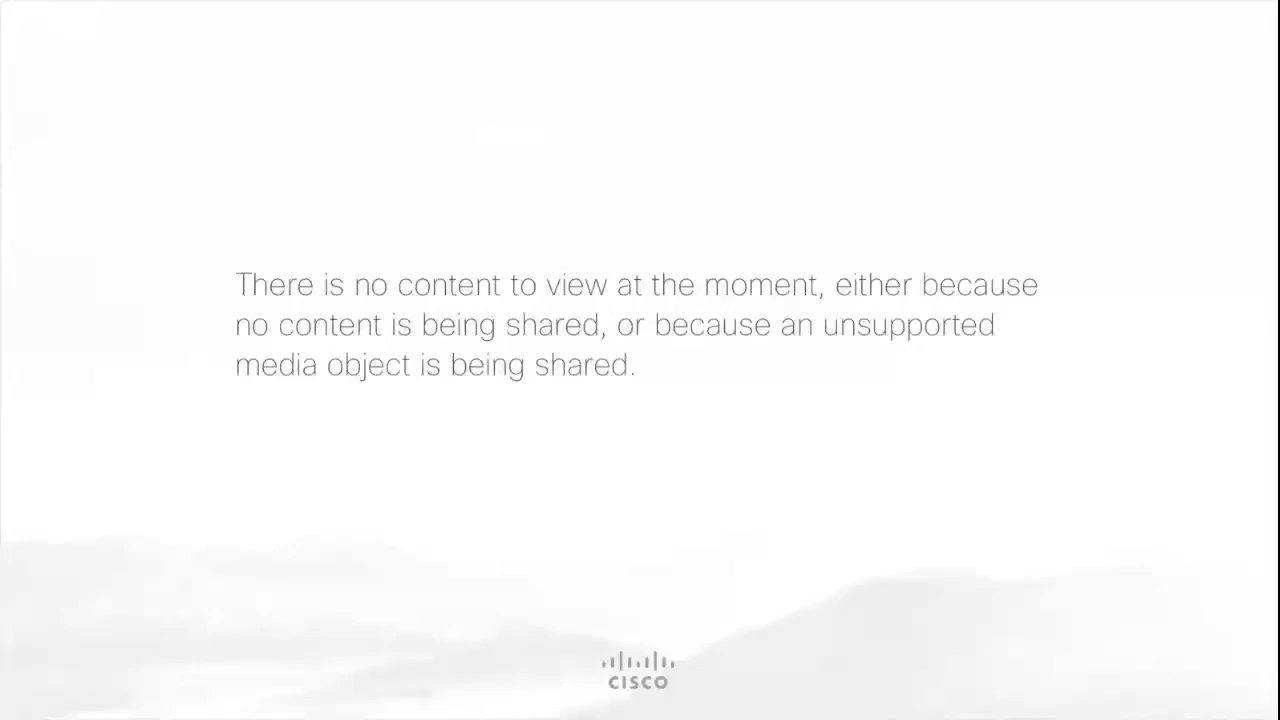 There is no content to view at the moment, either because
no content is being shared, or because an unsupported
media object is being shared.
CISCO